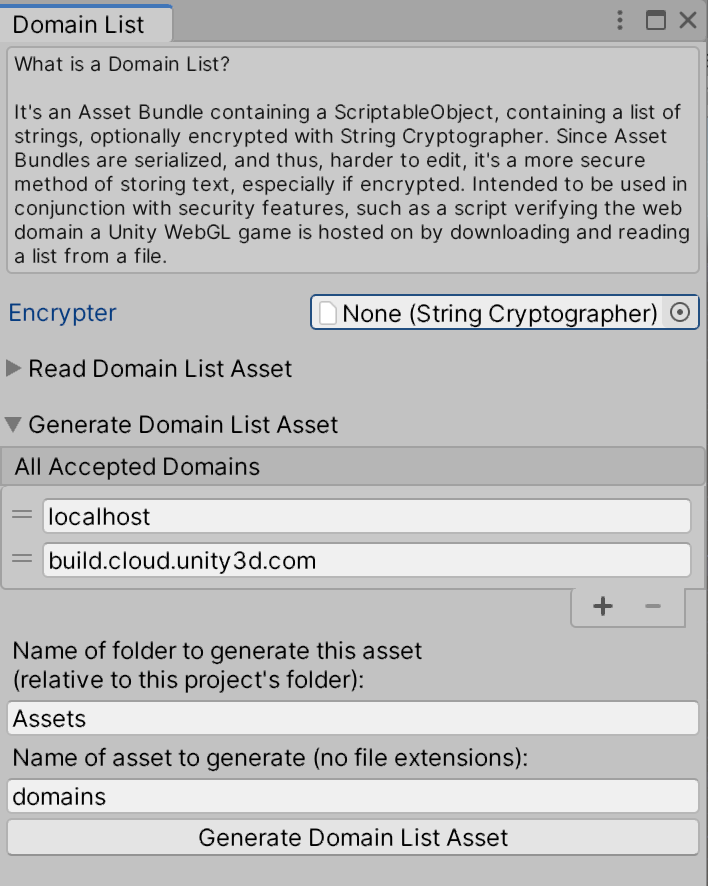 Domain List
What is a Domain List?
It's an Asset Bundle containing a ScriptableObject, containing a list of
strings, optionally encrypted with String Cryptographer. Since Asset
Bundles are serialized, and thus, harder to edit, it's a more secure
method of storing text, especially if encrypted. Intended to be used in
conjunction with security features, such as a script verifying the web
domain a Unity WebGL game is hosted on by downloading and reading
a list from a file.
Encrypter None (String Cryptographer)
Read Domain List Asset
Generate Domain List Asset
All Accepted Domains
localhost
build.cloud.unity3d.com
Name of folder to generate this asset
(relative to this project's folder):
Assets
Name of asset to generate (no file extensions):
domains
Generate Domain List Asset